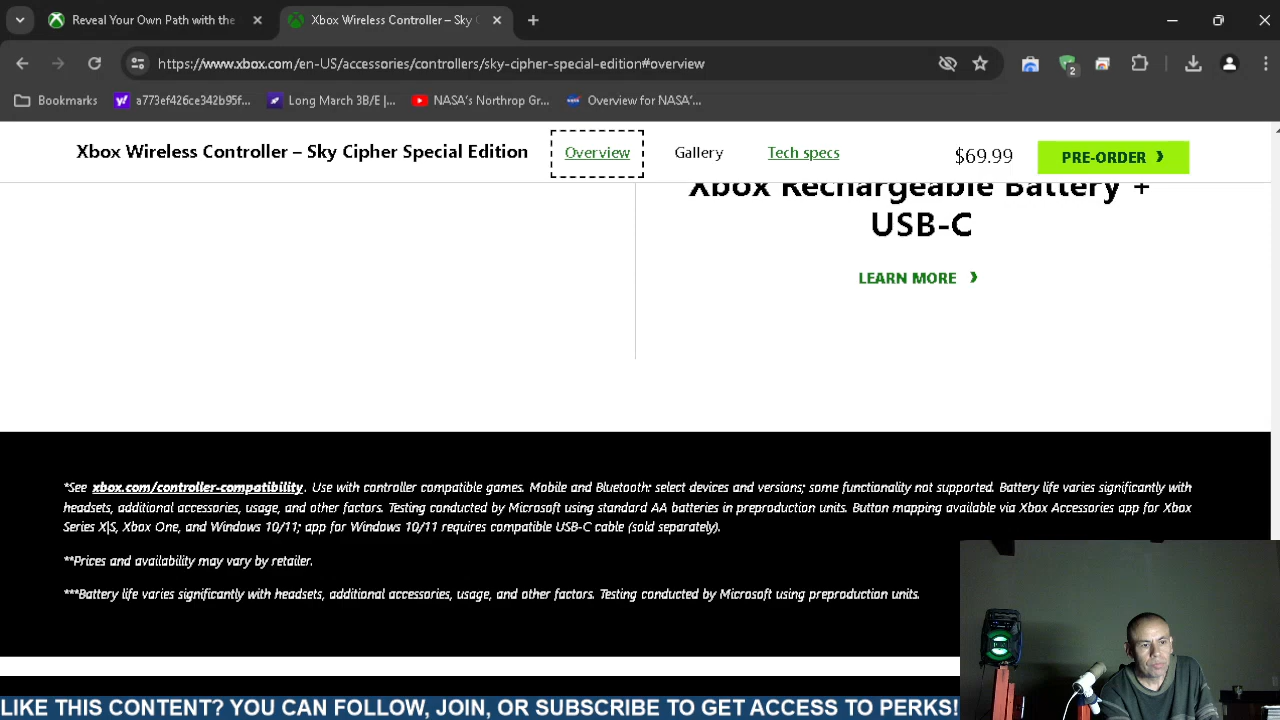 Reveal Your Own Path with the
Xbox Wireless Controller – Sky C
https://www.xbox.com/en-US/accessories/controllers/sky-cipher-special-edition#overview
2
Bookmarks
a773ef426ce342b95f...
Long March 3B/E |...
NASA's Northrop Gr...
Overview for NASA'...
Xbox Wireless Controller – Sky Cipher Special Edition
Overview
Gallery
Tech specs
$69.99
PRE-ORDER
Xbox Rechargeable Battery +
USB-C
LEARN MORE
*See xbox.com/controller-compatibility. Use with controller compatible games. Mobile and Bluetooth: select devices and versions; some functionality not supported. Battery life varies significantly with
headsets, additional accessories, usage, and other factors. Testing conducted by Microsoft using standard AA batteries in preproduction units. Button mapping available via Xbox Accessories app for Xbox
Series X|S, Xbox One, and Windows 10/11; app for Windows 10/11 requires compatible USB-C cable (sold separately).
**Prices and availability may vary by retailer.
***Battery life varies significantly with headsets, additional accessories, usage, and other factors. Testing conducted by Microsoft using preproduction units.
LIKE THIS CONTENT? YOU CAN FOLLOW, JOIN, OR SUBSCRIBE TO GET ACCESS TO PERKS!